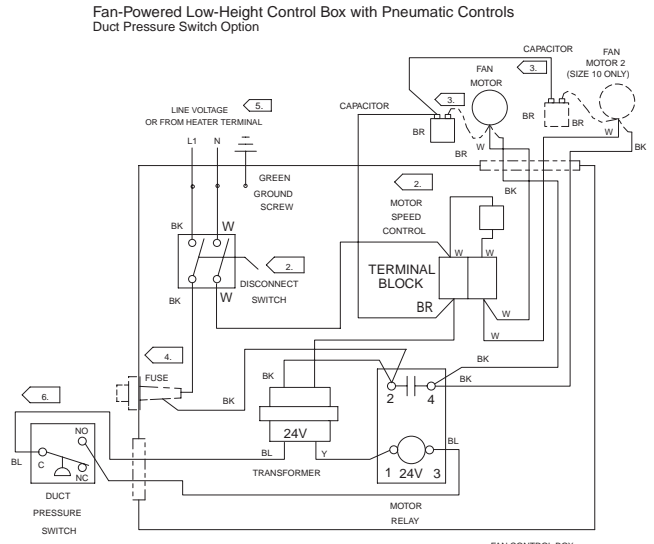 Fan-Powered Low-Height Control Box with Pneumatic Controls
Duct Pressure Switch Option
CAPACITOR
FAN
MOTOR 2
(SIZE 10 ONLY)
3.
FAN
MOTOR
5.
LINE VOLTAGE
OR FROM HEATER TERMINAL
CAPACITOR
3.
BR
BR
BR
W
BK
L1
N
W
BR
GREEN
GROUND
SCREW
2.
BK
MOTOR
SPEED
CONTROL
BK
W
2.
DISCONNECT
SWITCH
BK
W
W
W
TERMINAL
BLOCK
BR
W
W
4.
FUSE
BK
BK
BK
BK
2
4
6.
24V
BL
Y
TRANSFORMER
BL
1 24V 3
MOTOR
RELAY
NO
BL
C
NC
DUCT
PRESSURE
SWITCH
FAN CONTROL BOX